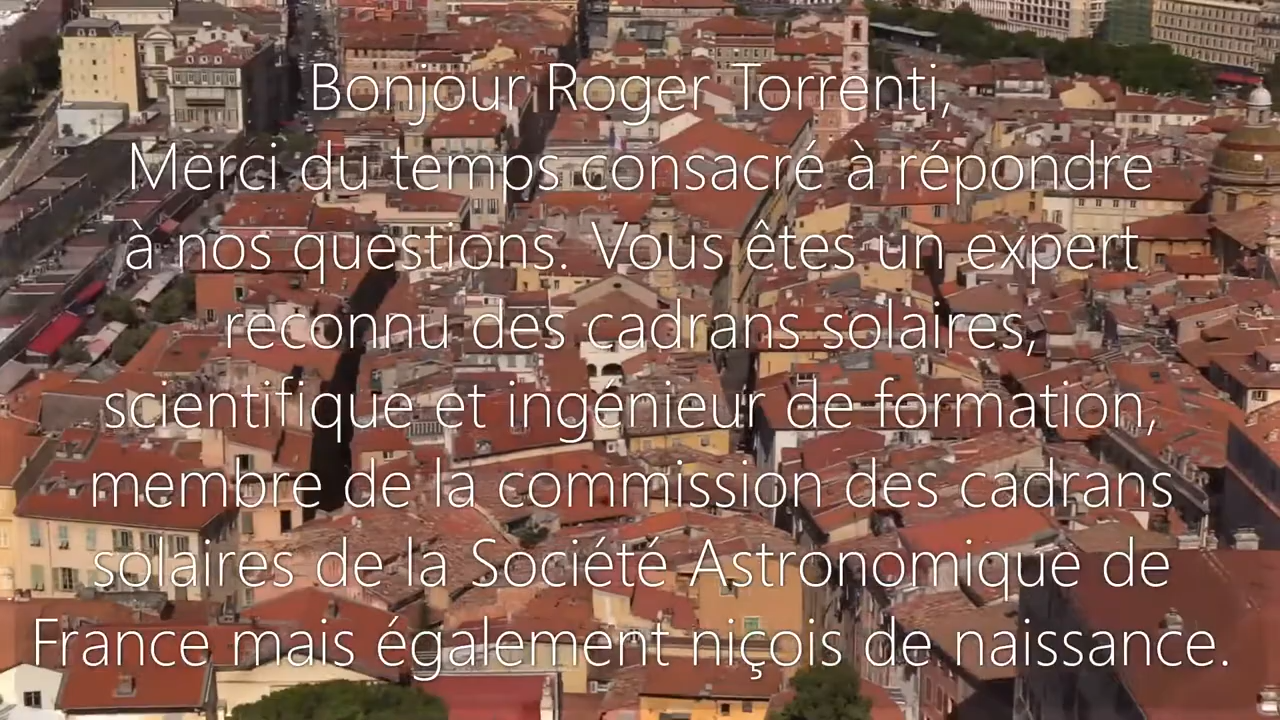 Bonjour Roger Torrenti,
Merci du temps consacré à répondre
à nos questions. Vous êtes un expert
reconnu des cadrans solaires,
scientifique et ingénieur de formation,
membre de la commission des cadrans
solaires de la Société Astronomique de
France mais également niçois de naissance.